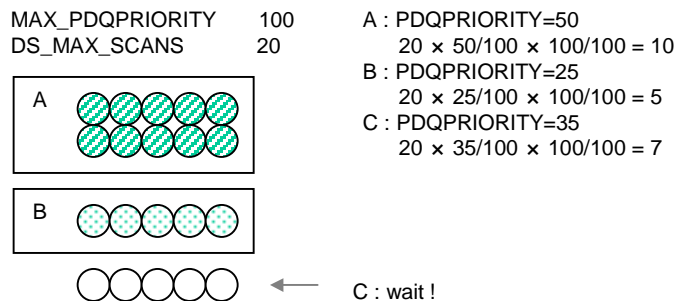 MAX_PDQPRIORITY 100
DS_MAX_SCANS 20
A
B
A : PDQPRIORITY=50
20 × 50/100 × 100/100 = 10
B : PDQPRIORITY=25
20 × 25/100 × 100/100 = 5
C : PDQPRIORITY=35
20 × 35/100 × 100/100 = 7
C : wait !